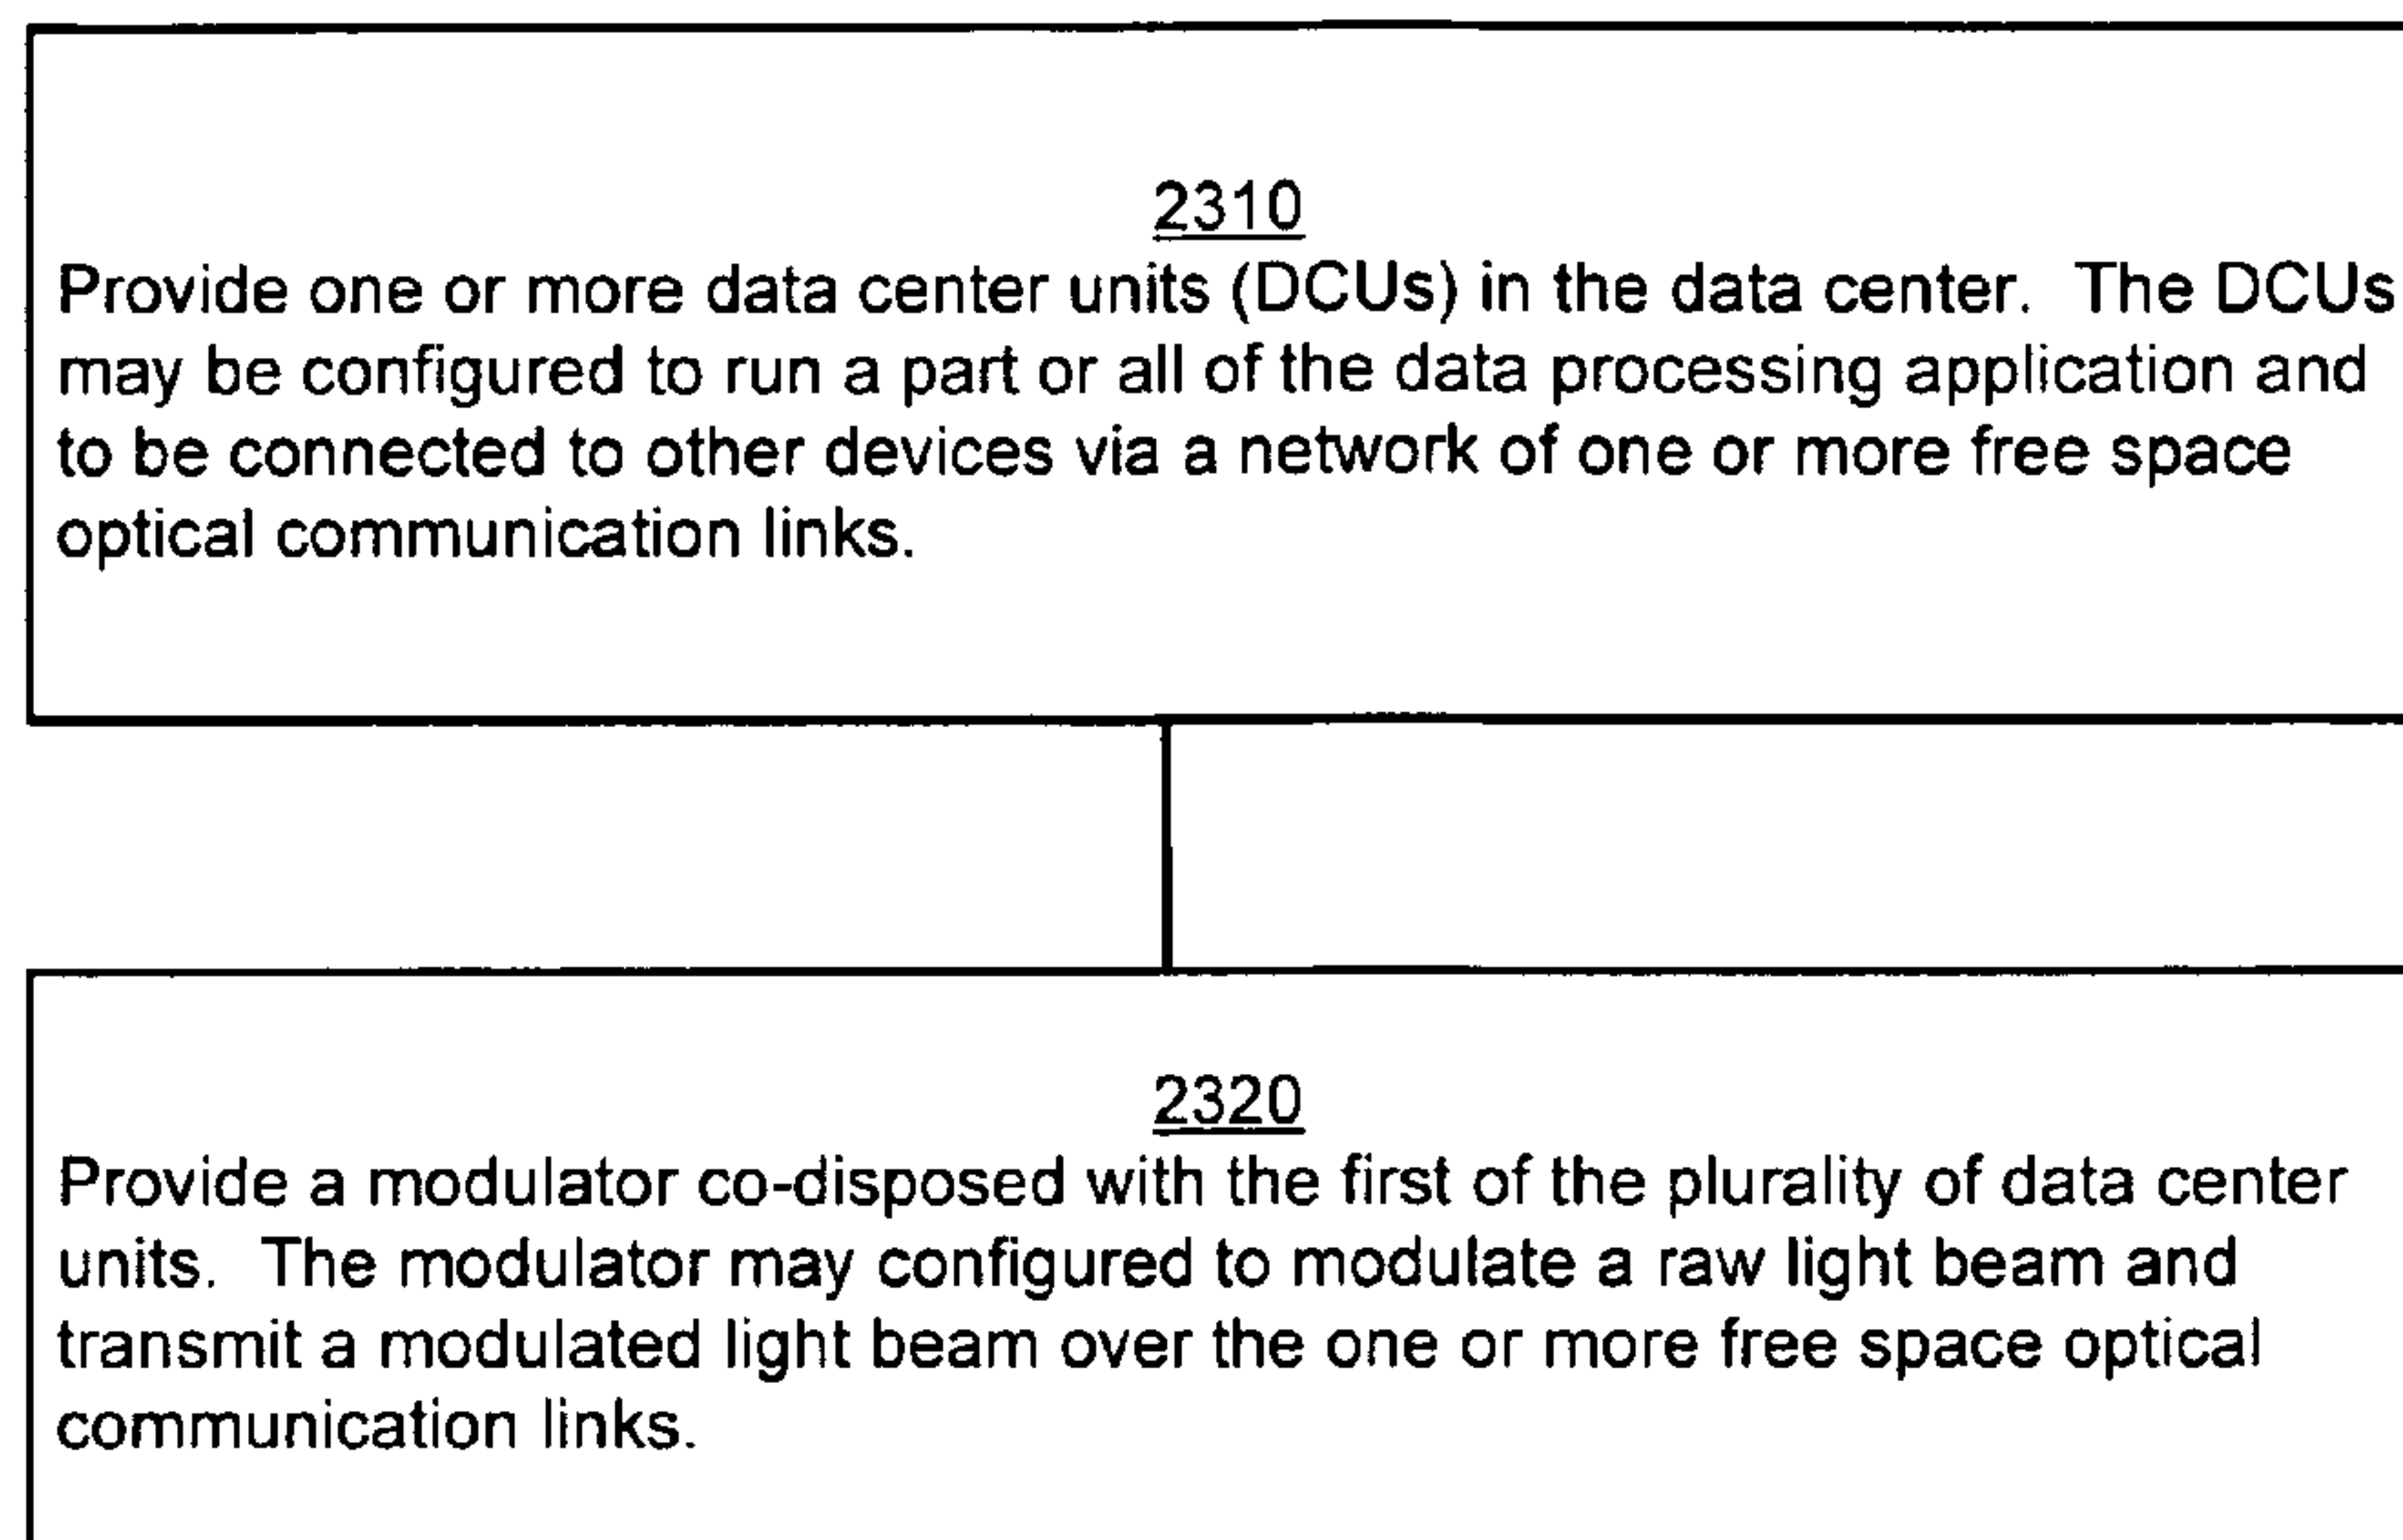 2310
Provide one or more data center units (DCUs) in the data center. The DCUs
may be configured to run a part or all of the data processing application and
to be connected to other devices via a network of one or more free space
optical communication links.
2320
Provide a modulator co-disposed with the first of the plurality of data center
units. The modulator may configured to modulate a raw light beam and
transmit a modulated light beam over the one or more free space optical
communication links.